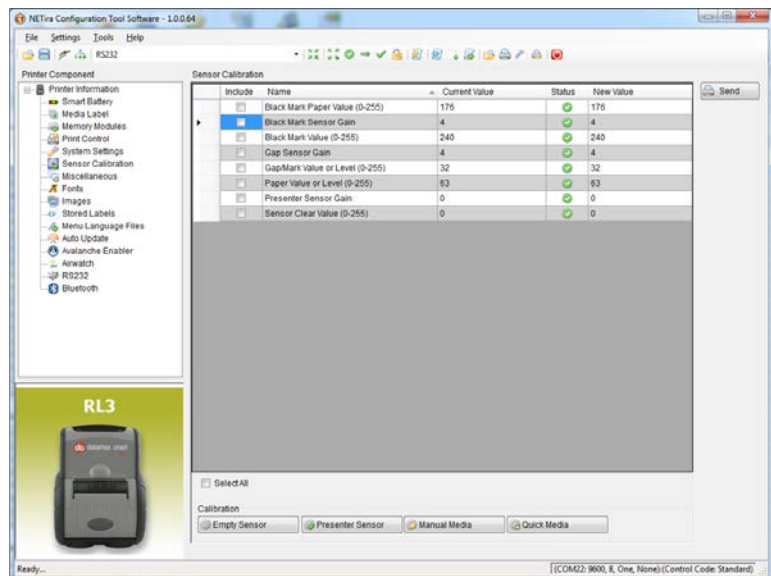 NETira Configuration Tool Software - 1.0.0.64
File Settings Tools Help
RS232
Printer Component
Printer Information
Smart Battery
Media Label
Memory Modules
Print Control
System Settings
Sensor Calibration
Miscellaneous
Fonts
Images
Stored Labels
Menu Language Files
Auto Update
Avalanche Enabler
Airwatch
RS232
Bluetooth
Sensor Calibration
Include Name Current Value Status New Value
Black Mark Paper Value (0-255) 176 176
Black Mark Sensor Gain 4 4
Black Mark Value (0-255) 240 240
Gap Sensor Gain 4 4
Gap/Mark Value or Level (0-255) 32 32
Paper Value or Level (0-255) 63 63
Presenter Sensor Gain 0 0
Sensor Clear Value (0-255) 0 0
Send
RL3
Select All
Calibration
Empty Sensor Presenter Sensor Manual Media Quick Media
Ready... (COM22: 9600, 8, One, None):(Control Code: Standard)